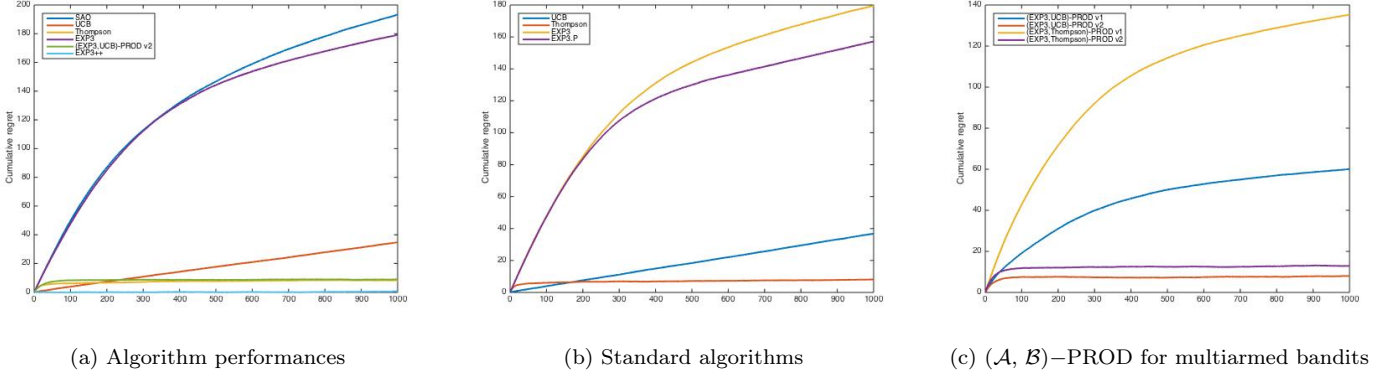 200
180
160
140
120
100
80
60
40
20
0
Cumulative regret
SAO
UCB
Thompson
EXP3
(EXP3,UCB)-PROD v2
EXP3++
0 100 200 300 400 500 600 700 800 900 1000
(a) Algorithm performances
180
160
140
120
100
80
60
40
20
0
Cumulative regret
UCB
Thompson
EXP3
EXP3.P
0 100 200 300 400 500 600 700 800 900 1000
(b) Standard algorithms
140
120
100
80
60
40
20
0
Cumulative regret
(EXP3,UCB)-PROD v1
(EXP3,UCB)-PROD v2
(EXP3,Thompson)-PROD v1
(EXP3,Thompson)-PROD v2
0 100 200 300 400 500 600 700 800 900 1000
(c) (𝒜, ℬ)−PROD for multiarmed bandits